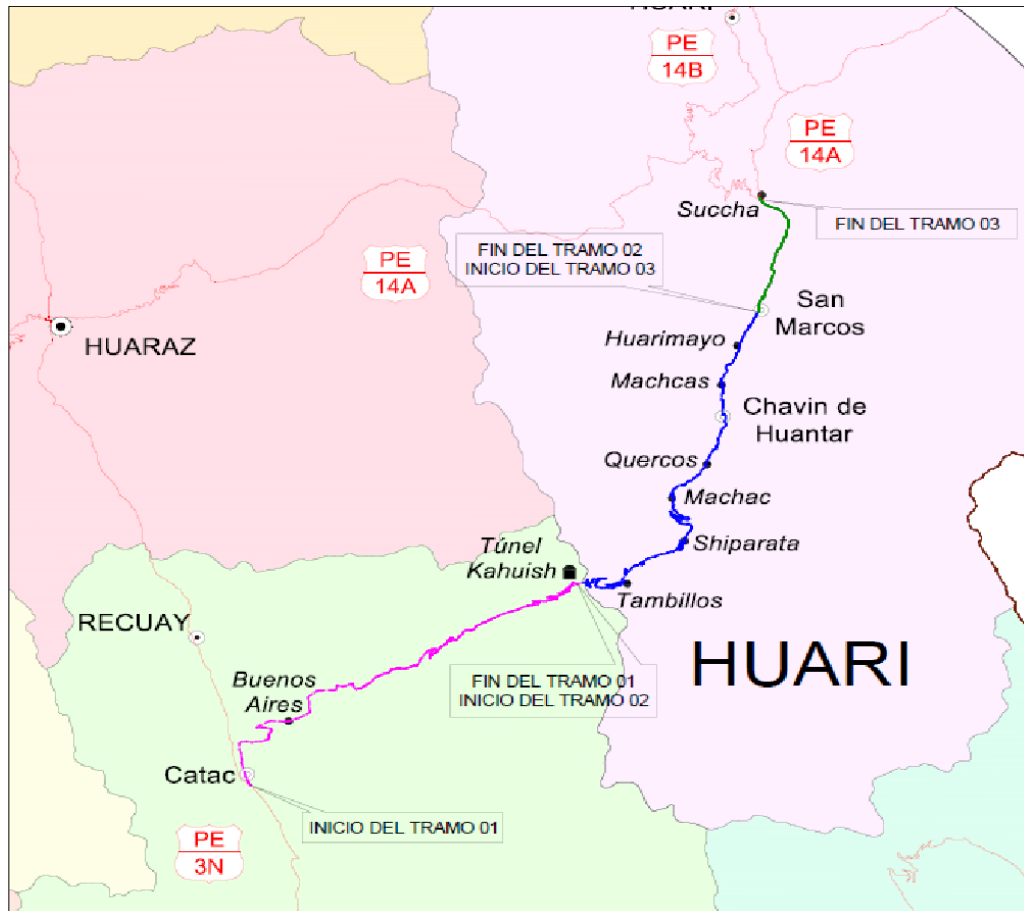 HUARI
PE
14B
PE
14A
Succha
FIN DEL TRAMO 03
FIN DEL TRAMO 02
INICIO DEL TRAMO 03
PE
14A
San
Marcos
HUARAZ
Huarimayo
Machcas
Chavin de
Huantar
Quercos
Machac
Túnel
Kahuish
Shiparata
Tambillos
RECUAY
HUARI
Buenos
Aires
FIN DEL TRAMO 01
INICIO DEL TRAMO 02
Catac
INICIO DEL TRAMO 01
PE
3N